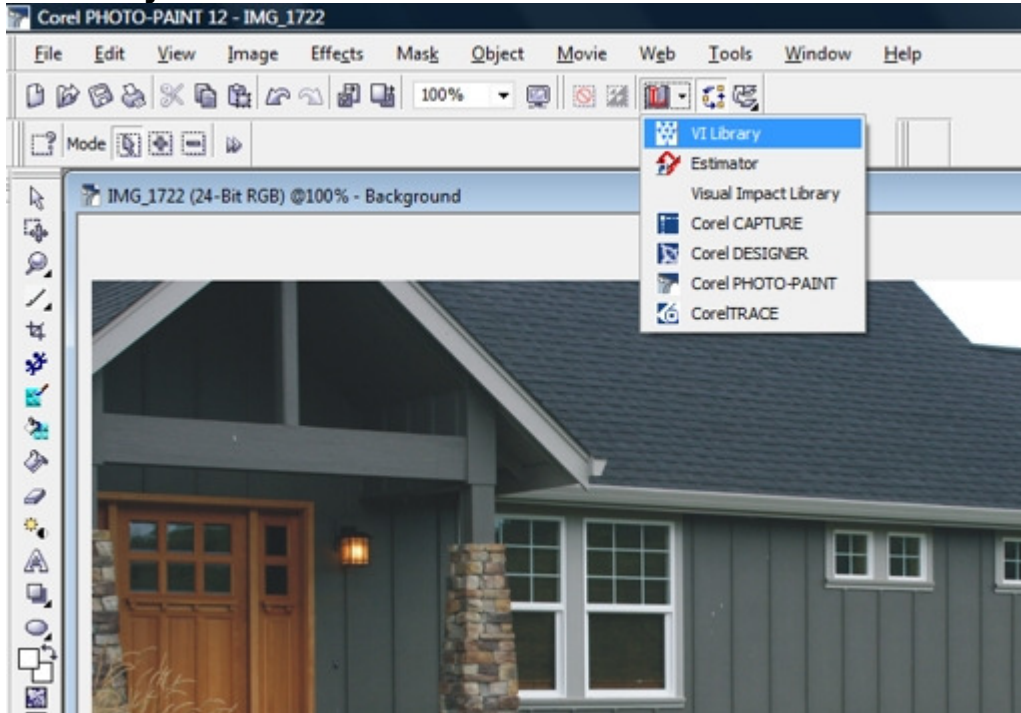 Corel PHOTO-PAINT 12 - IMG_1722
File Edit View Image Effects Mask Object Movie Web Tools Window Help
100%
Mode
VI Library
Estimator
Visual Impact Library
Corel CAPTURE
Corel DESIGNER
Corel PHOTO-PAINT
CorelTRACE
IMG_1722 (24-Bit RGB) @100% - Background